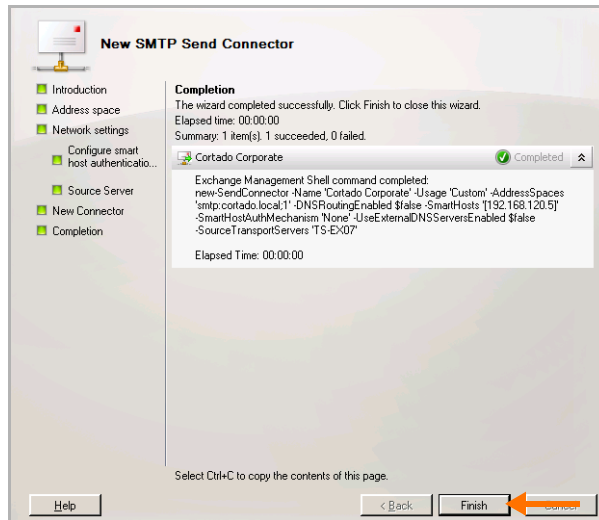 New SMTP Send Connector
Introduction
Address space
Network settings
Configure smart
host authenticatio...
Source Server
New Connector
Completion
Completion
The wizard completed successfully. Click Finish to close this wizard.
Elapsed time: 00:00:00
Summary: 1 item(s). 1 succeeded, 0 failed.
Cortado Corporate
Completed
Exchange Management Shell command completed:
new-SendConnector -Name 'Cortado Corporate' -Usage 'Custom' -AddressSpaces
'smtp:cortado.local;1' -DNSRoutingEnabled $false -SmartHosts '[192.168.120.5]'
-SmartHostAuthMechanism 'None' -UseExternalDNSServersEnabled $false
-SourceTransportServers 'TS-EX07'
Elapsed Time: 00:00:00
Select Ctrl+C to copy the contents of this page.
Help
< Back
Finish